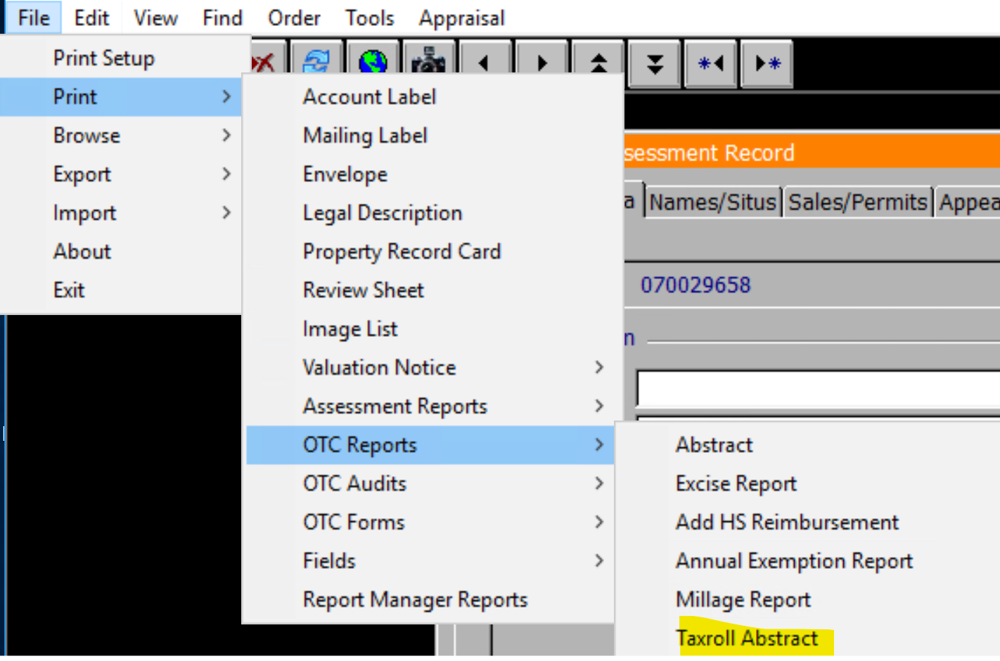 File Edit View Find Order Tools Appraisal
Print Setup
Print
Browse
Export
Import
About
Exit
Account Label
Mailing Label
Envelope
Legal Description
Property Record Card
Review Sheet
Image List
Valuation Notice
Assessment Reports
OTC Reports
OTC Audits
OTC Forms
Fields
Report Manager Reports
Abstract
Excise Report
Add HS Reimbursement
Annual Exemption Report
Millage Report
Taxroll Abstract
sessment Record
a Names/Situs Sales/Permits Appea
070029658
n